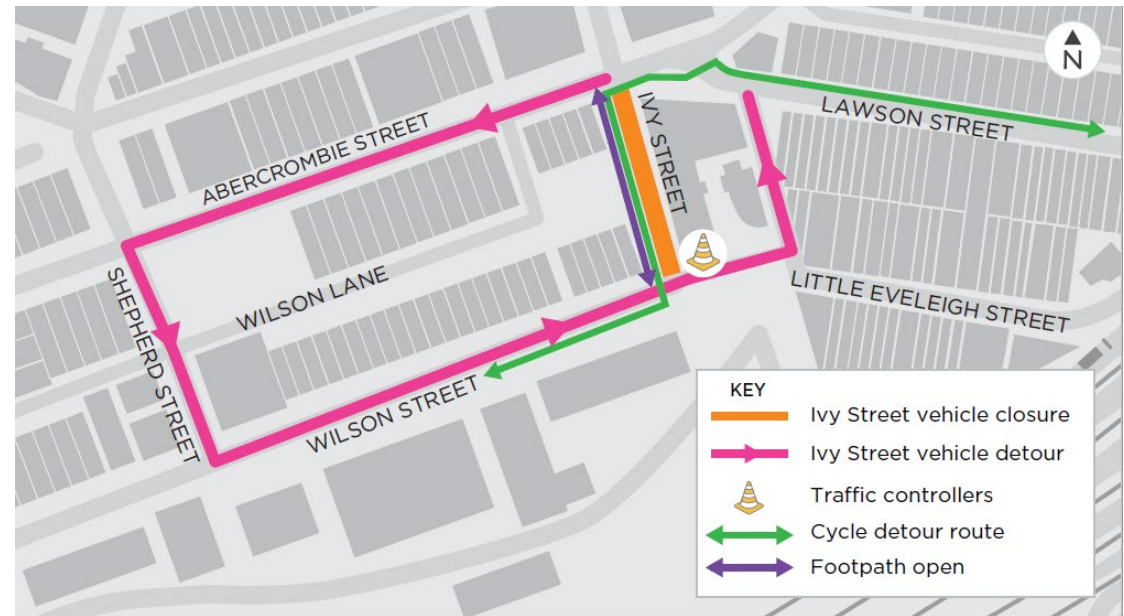 N
IVY STREET
LAWSON STREET
ABERCROMBIE STREET
WILSON LANE
SHEPHERD STREET
LITTLE EVELEIGH STREET
WILSON STREET
KEY
Ivy Street vehicle closure
Ivy Street vehicle detour
Traffic controllers
Cycle detour route
Footpath open